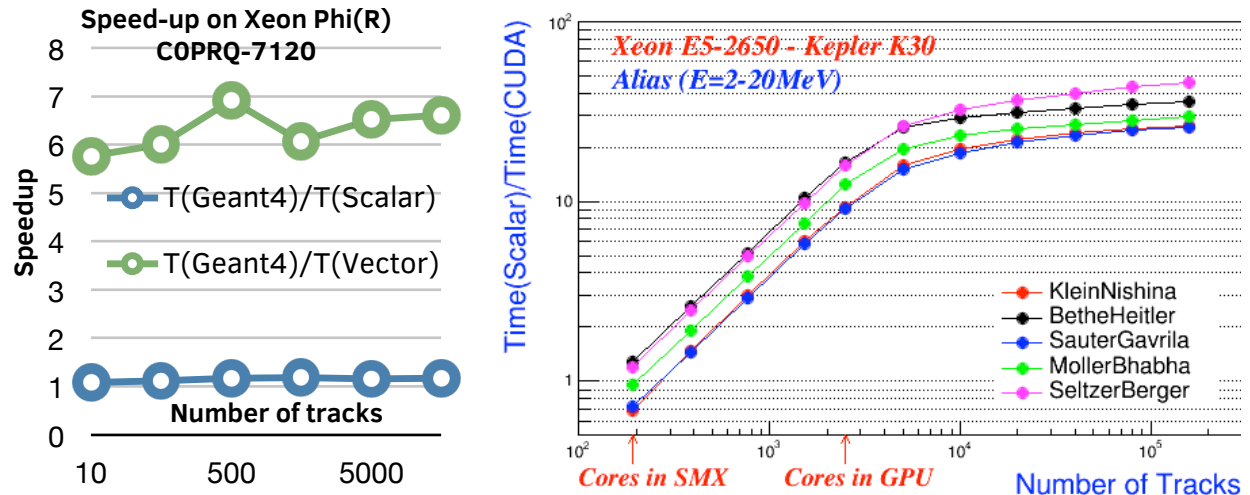 Speed-up on Xeon Phi(R)
C0PRQ-7120
8
7
6
5
4
3
2
1
0
Speedup
T(Geant4)/T(Scalar)
T(Geant4)/T(Vector)
Number of tracks
10
500
5000
Time(Scalar)/Time(CUDA)
10²
10
1
Xeon E5-2650 - Kepler K30
Alias (E=2-20MeV)
KleinNishina
BetheHeitler
SauterGavrila
MollerBhabha
SeltzerBerger
10²
10³
10⁴
10⁵
Cores in SMX
Cores in GPU
Number of Tracks